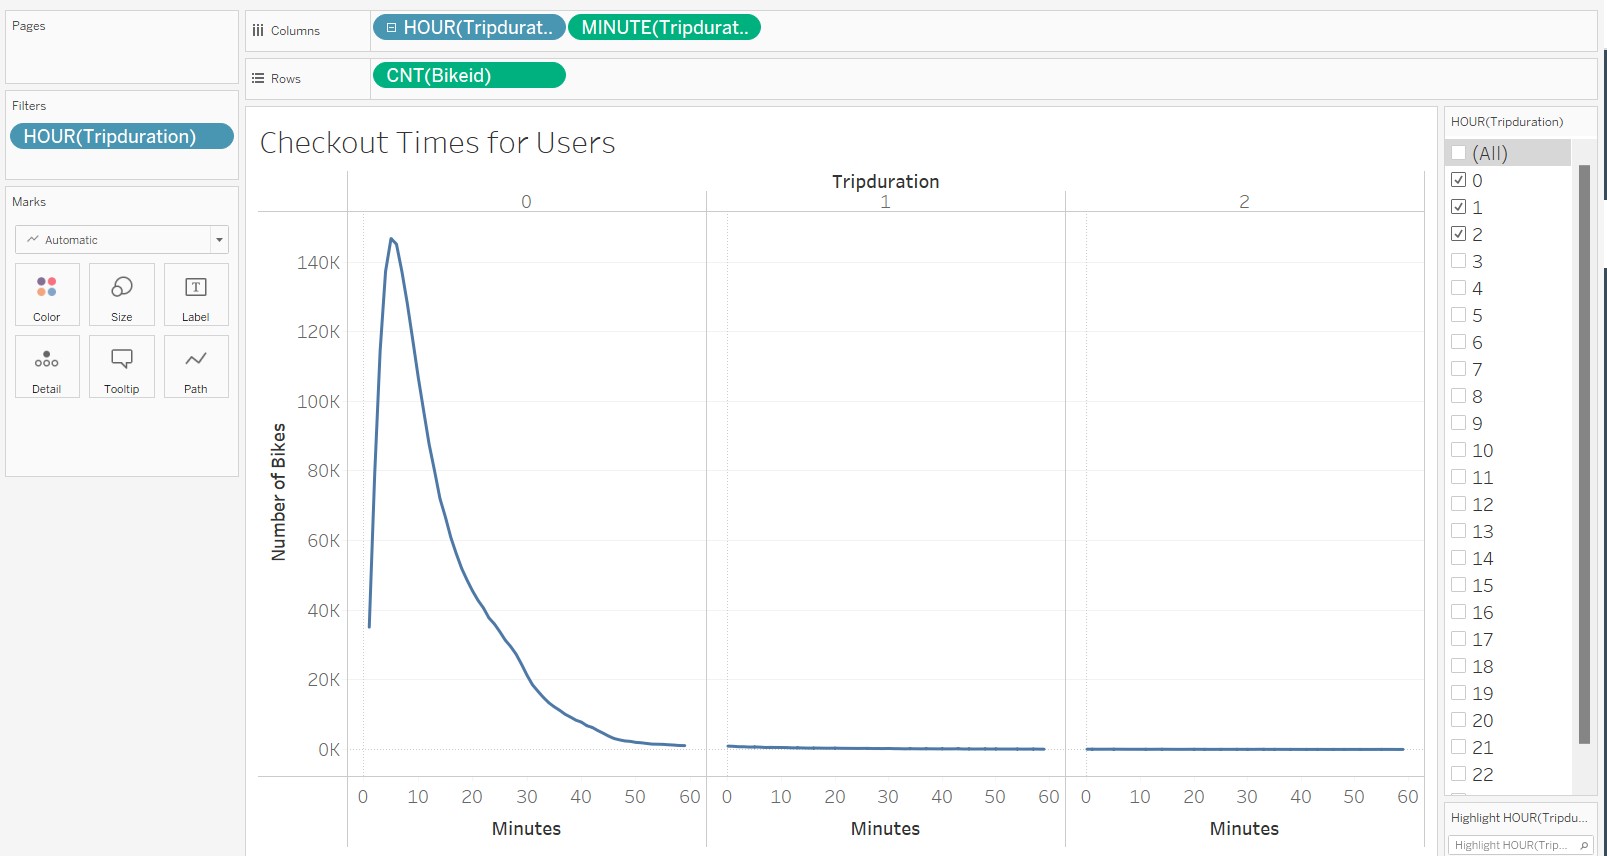 Pages
Columns
HOUR(Tripdurat..
MINUTE(Tripdurat..
Rows
CNT(Bikeid)
Filters
HOUR(Tripduration)
Marks
Automatic
Color
Size
Label
Detail
Tooltip
Path
Checkout Times for Users
Tripduration
0
1
2
Number of Bikes
140K
120K
100K
80K
60K
40K
20K
0K
0 10 20 30 40 50 60
0 10 20 30 40 50 60
0 10 20 30 40 50 60
Minutes
Minutes
Minutes
HOUR(Tripduration)
(All)
0
1
2
3
4
5
6
7
8
9
10
11
12
13
14
15
16
17
18
19
20
21
22
Highlight HOUR(Tripdu...
Highlight HOUR(Trip...